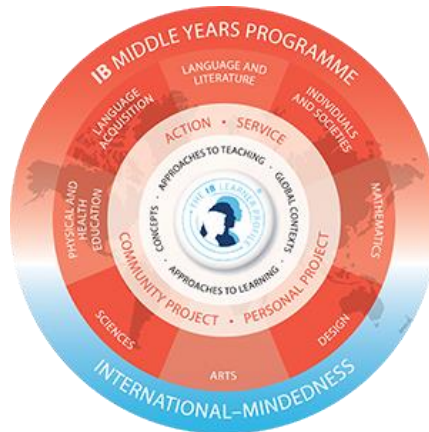 IB MIDDLE YEARS PROGRAMME
LANGUAGE AND
LITERATURE
INDIVIDUALS
AND SOCIETIES
MATHEMATICS
DESIGN
ARTS
SCIENCES
PHYSICAL AND
HEALTH
EDUCATION
LANGUAGE
ACQUISITION
ACTION • SERVICE
PERSONAL PROJECT
COMMUNITY PROJECT
APPROACHES TO TEACHING
GLOBAL CONTEXTS
APPROACHES TO LEARNING
CONCEPTS
THE IB LEARNER PROFILE
INTERNATIONAL–MINDEDNESS